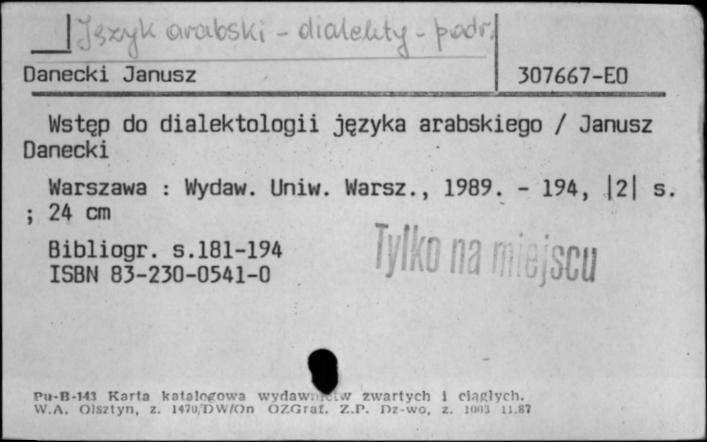 Język arabski - dialekty - podr.
Danecki Janusz 307667-EO
Wstęp do dialektologii języka arabskiego / Janusz
Danecki
Warszawa : Wydaw. Uniw. Warsz., 1989. - 194, |2| s.
; 24 cm
Bibliogr. s.181-194
ISBN 83-230-0541-0
Tylko na miejscu
Pu-B-143 Karta katalogowa wydawnictw zwartych i ciągłych.
W.A. Olsztyn, z. 1470/DW/On OZGraf. Z.P. Dz-wo, z. 1003 11.87